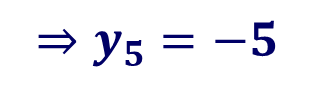 ⇒ y₅ = −5